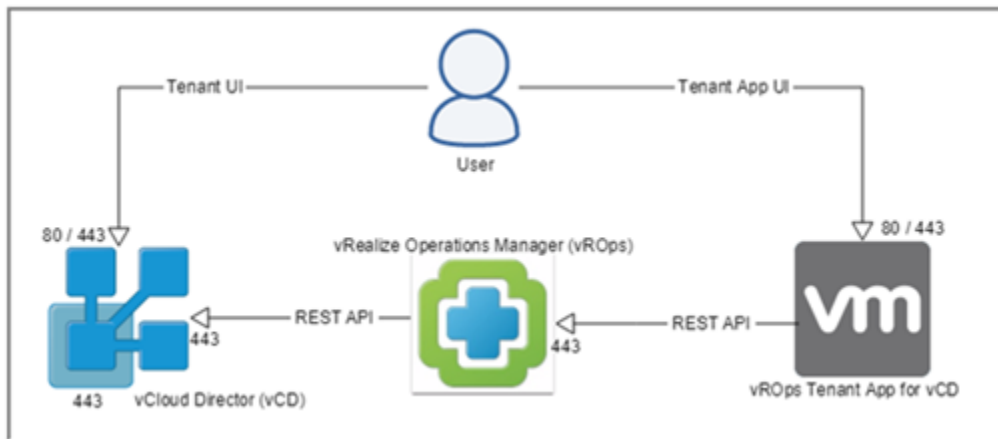 Tenant UI
Tenant App UI
User
80 / 443
80 / 443
vRealize Operations Manager (vROps)
REST API
443
REST API
443
vm
443
vCloud Director (vCD)
vROps Tenant App for vCD